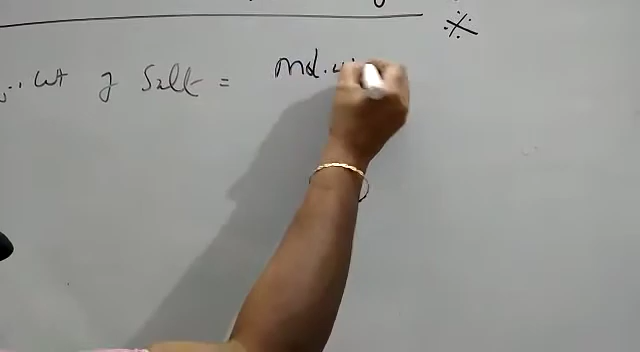 wt of Salt = Mol. w